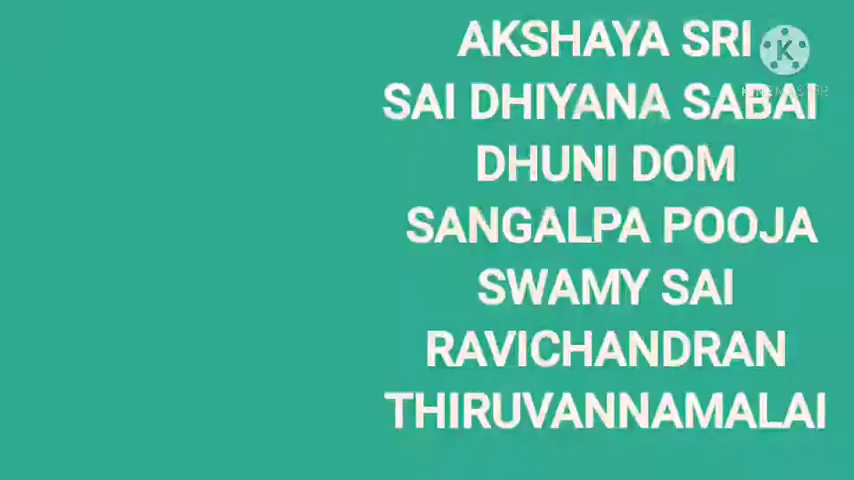 AKSHAYA SRI
SAI DHIYANA SABAI
DHUNI DOM
SANGALPA POOJA
SWAMY SAI
RAVICHANDRAN
THIRUVANNAMALAI
K